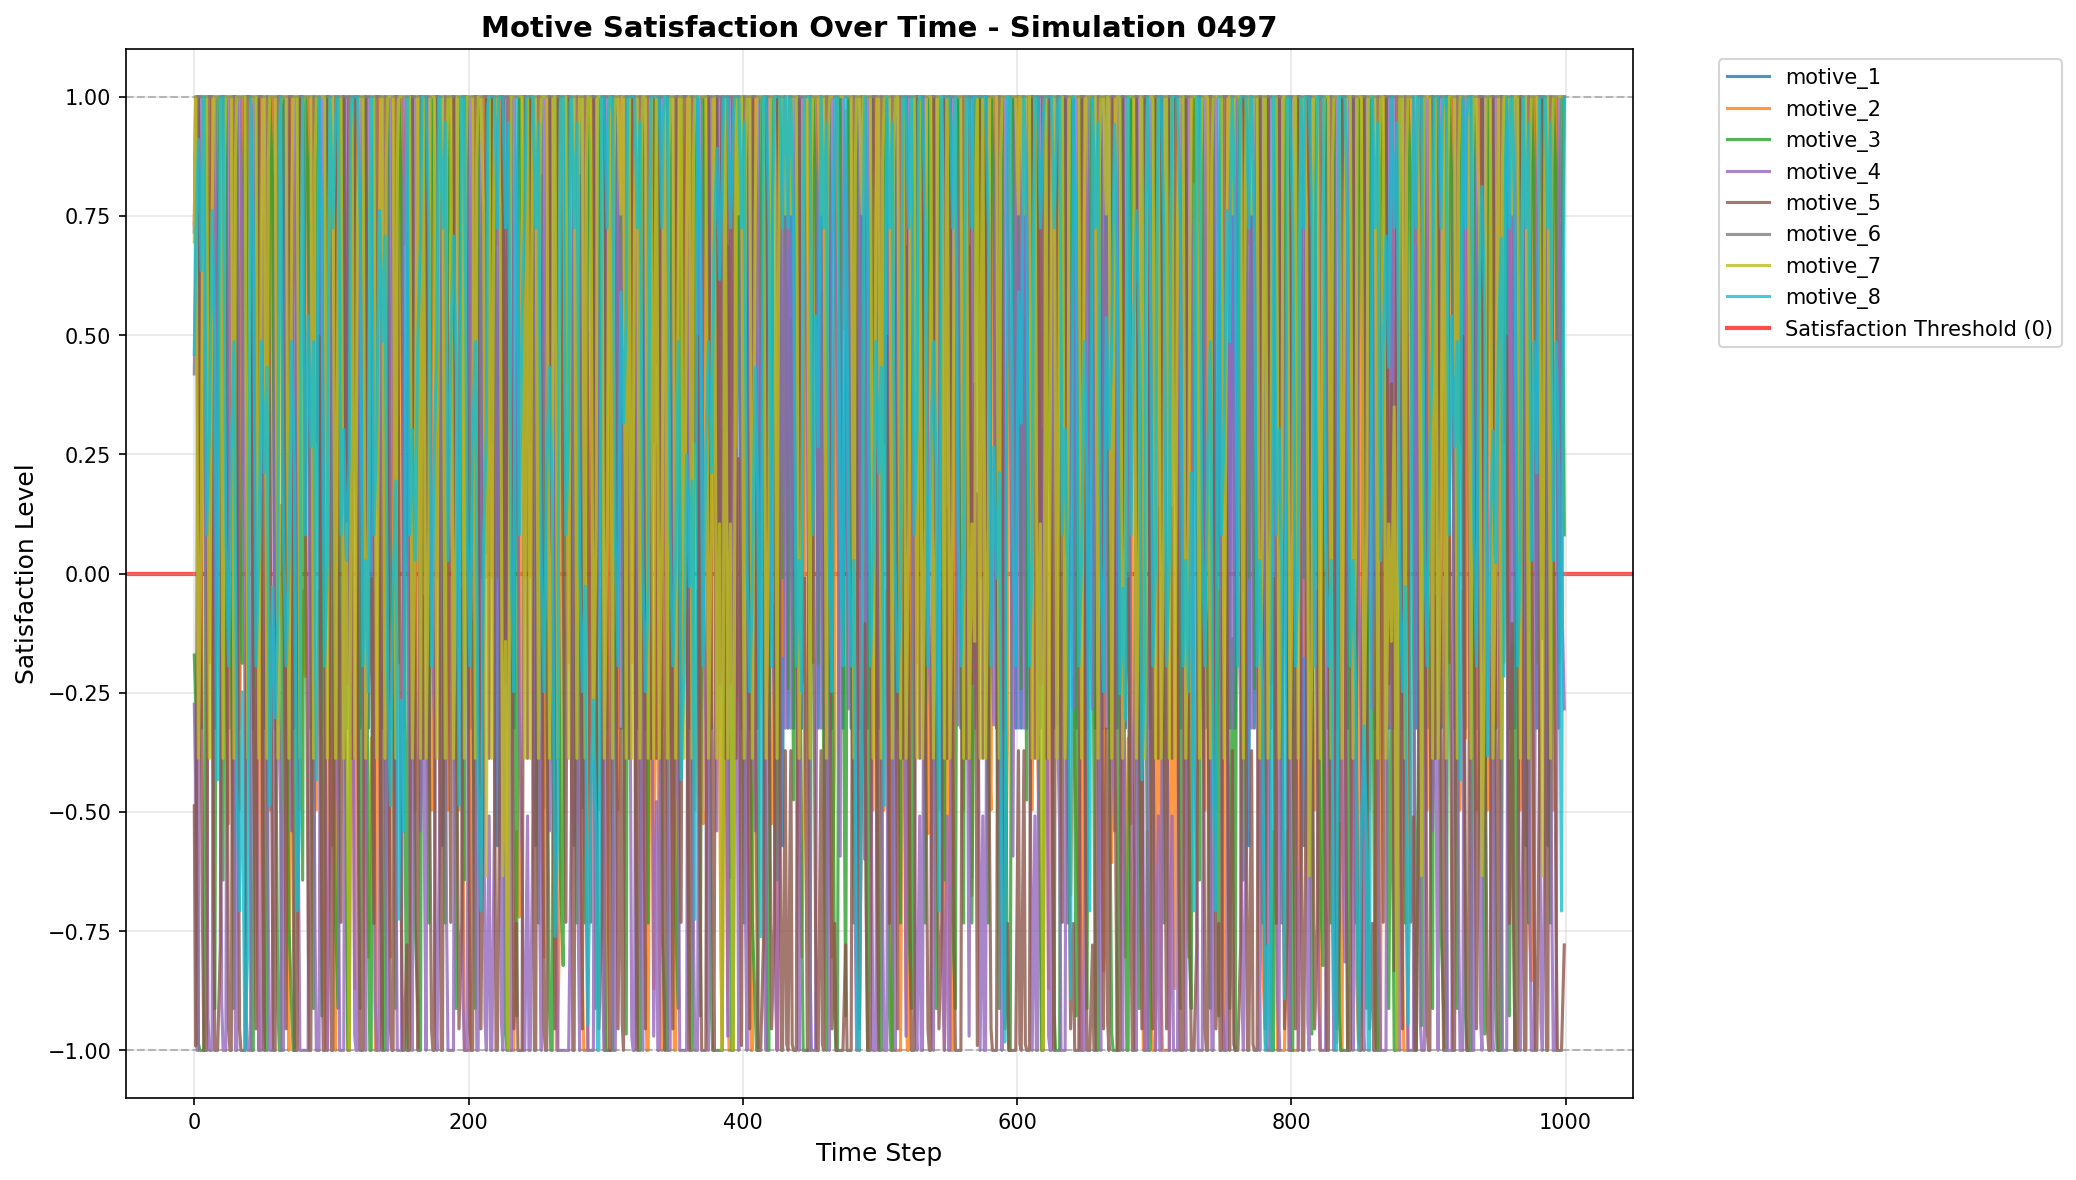 Motive Satisfaction Over Time - Simulation 0497
1.00
0.75
0.50
0.25
0.00
−0.25
−0.50
−0.75
−1.00
Satisfaction Level
0
200
400
600
800
1000
Time Step
motive_1
motive_2
motive_3
motive_4
motive_5
motive_6
motive_7
motive_8
Satisfaction Threshold (0)